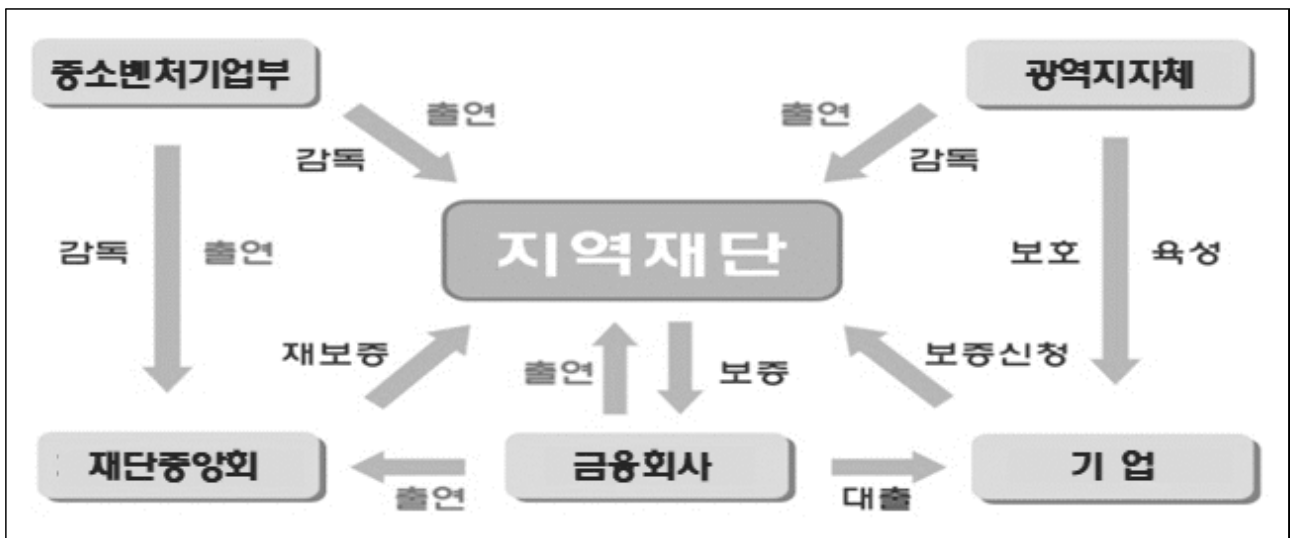 중소벤처기업부
광역지자체
출연
출연
감독
감독
지역재단
감독
출연
보호
육성
재보증
출연
보증
보증신청
재단중앙회
금융회사
기 업
출연
대출